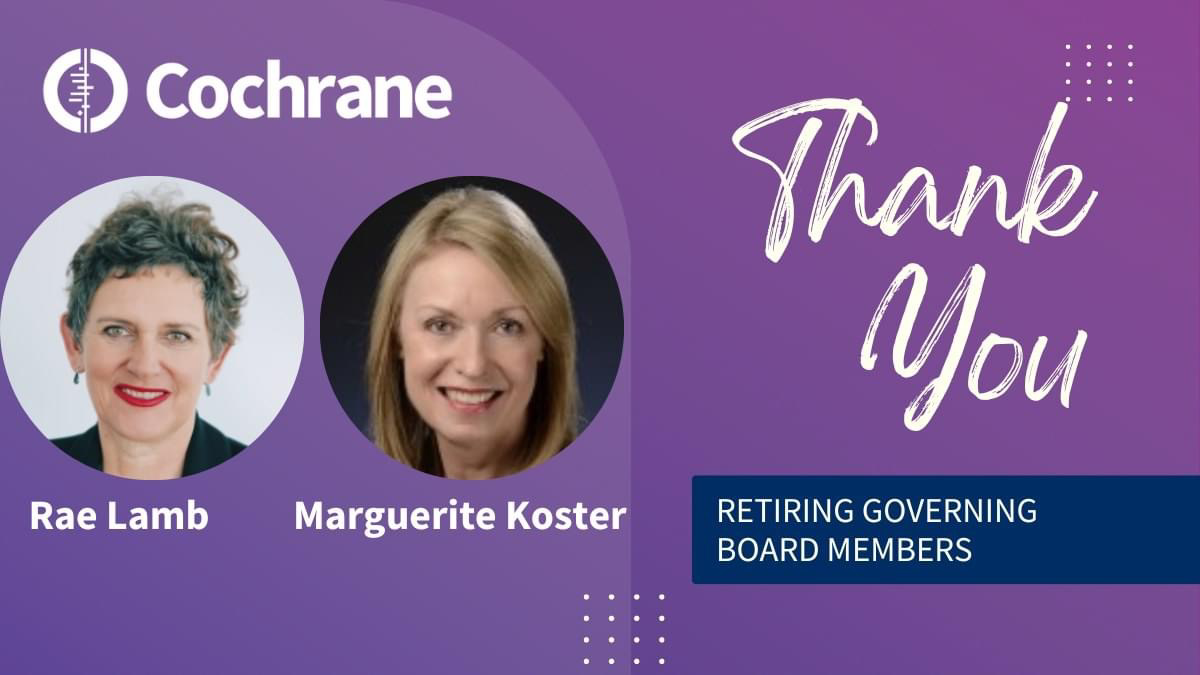 Cochrane
Rae Lamb
Marguerite Koster
Thank
You
RETIRING GOVERNING
BOARD MEMBERS